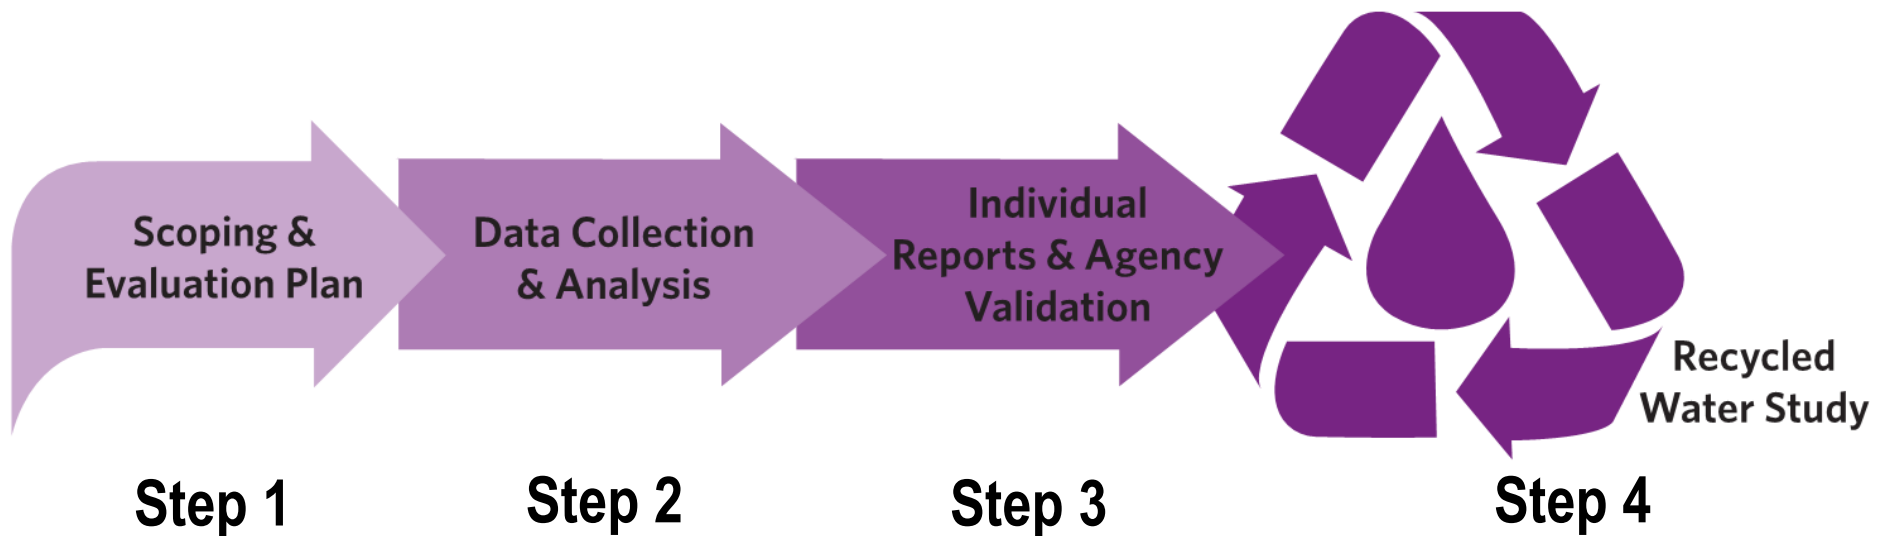 Scoping &
Evaluation Plan
Data Collection
& Analysis
Individual
Reports & Agency
Validation
Recycled
Water Study
Step 1
Step 2
Step 3
Step 4